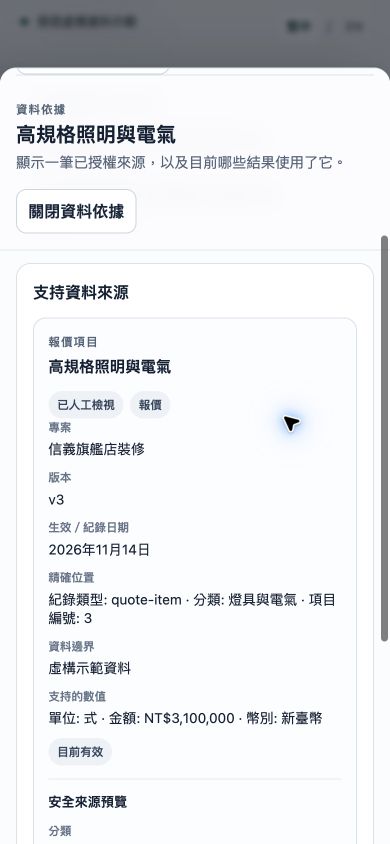 資料依據
高規格照明與電氣
顯示一筆已授權來源，以及目前哪些結果使用了它。
關閉資料依據
支持資料來源
報價項目
高規格照明與電氣
已人工檢視 報價
專案
信義旗艦店裝修
版本
v3
生效 / 紀錄日期
2026年11月14日
精確位置
紀錄類型: quote-item · 分類: 燈具與電氣 · 項目
編號: 3
資料邊界
虛構示範資料
支持的數值
單位: 式 · 金額: NT$3,100,000 · 幣別: 新臺幣
目前有效
安全來源預覽
分類